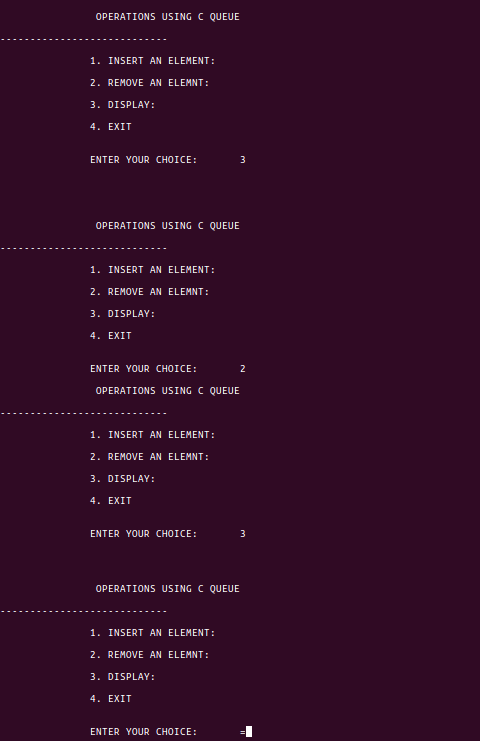 OPERATIONS USING C QUEUE
----------------------------
1. INSERT AN ELEMENT:
2. REMOVE AN ELEMNT:
3. DISPLAY:
4. EXIT
ENTER YOUR CHOICE: 3
OPERATIONS USING C QUEUE
----------------------------
1. INSERT AN ELEMENT:
2. REMOVE AN ELEMNT:
3. DISPLAY:
4. EXIT
ENTER YOUR CHOICE: 2
OPERATIONS USING C QUEUE
----------------------------
1. INSERT AN ELEMENT:
2. REMOVE AN ELEMNT:
3. DISPLAY:
4. EXIT
ENTER YOUR CHOICE: 3
OPERATIONS USING C QUEUE
----------------------------
1. INSERT AN ELEMENT:
2. REMOVE AN ELEMNT:
3. DISPLAY:
4. EXIT
ENTER YOUR CHOICE: =